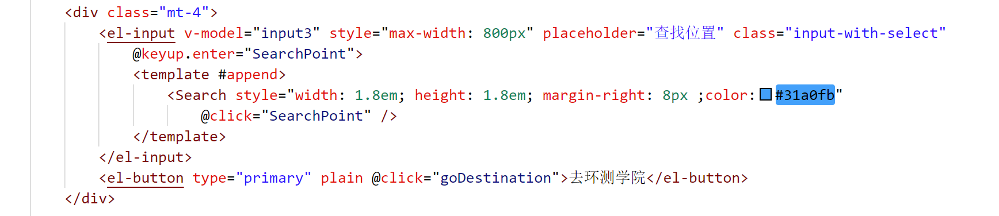 <div class="mt-4">
<el-input v-model="input3" style="max-width: 800px" placeholder="查找位置" class="input-with-select"
@keyup.enter="SearchPoint">
<template #append>
<Search style="width: 1.8em; height: 1.8em; margin-right: 8px ;color:#31a0fb"
@click="SearchPoint" />
</template>
</el-input>
<el-button type="primary" plain @click="goDestination">去环测学院</el-button>
</div>